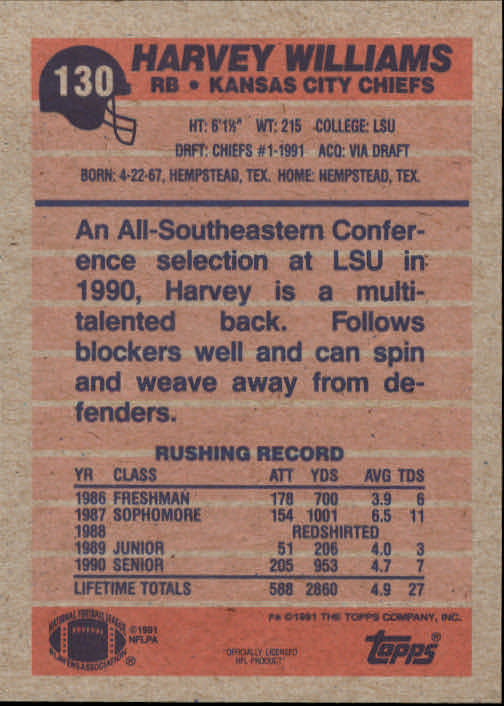 130
HARVEY WILLIAMS
RB • KANSAS CITY CHIEFS
HT: 6'1½" WT: 215 COLLEGE: LSU
DRFT: CHIEFS #1-1991 ACQ: VIA DRAFT
BORN: 4-22-67, HEMPSTEAD, TEX. HOME: HEMPSTEAD, TEX.
An All-Southeastern Confer-
ence selection at LSU in
1990, Harvey is a multi-
talented back. Follows
blockers well and can spin
and weave away from de-
fenders.
RUSHING RECORD
YR CLASS ATT YDS AVG TDS
1986 FRESHMAN 178 700 3.9 6
1987 SOPHOMORE 154 1001 6.5 11
1988 REDSHIRTED
1989 JUNIOR 51 206 4.0 3
1990 SENIOR 205 953 4.7 7
LIFETIME TOTALS 588 2860 4.9 27
NATIONAL FOOTBALL LEAGUE
PLAYERS ASSOCIATION ®
©1991
NFLPA
OFFICIALLY LICENSED
NFL PRODUCT
©1991 THE TOPPS COMPANY, INC.
topps®